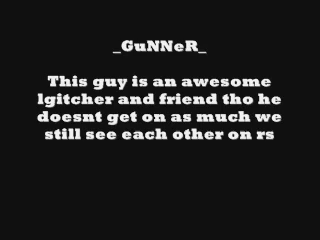 _GuNNeR_
This guy is an awesome
lgitcher and friend tho he
doesnt get on as much we
still see each other on rs